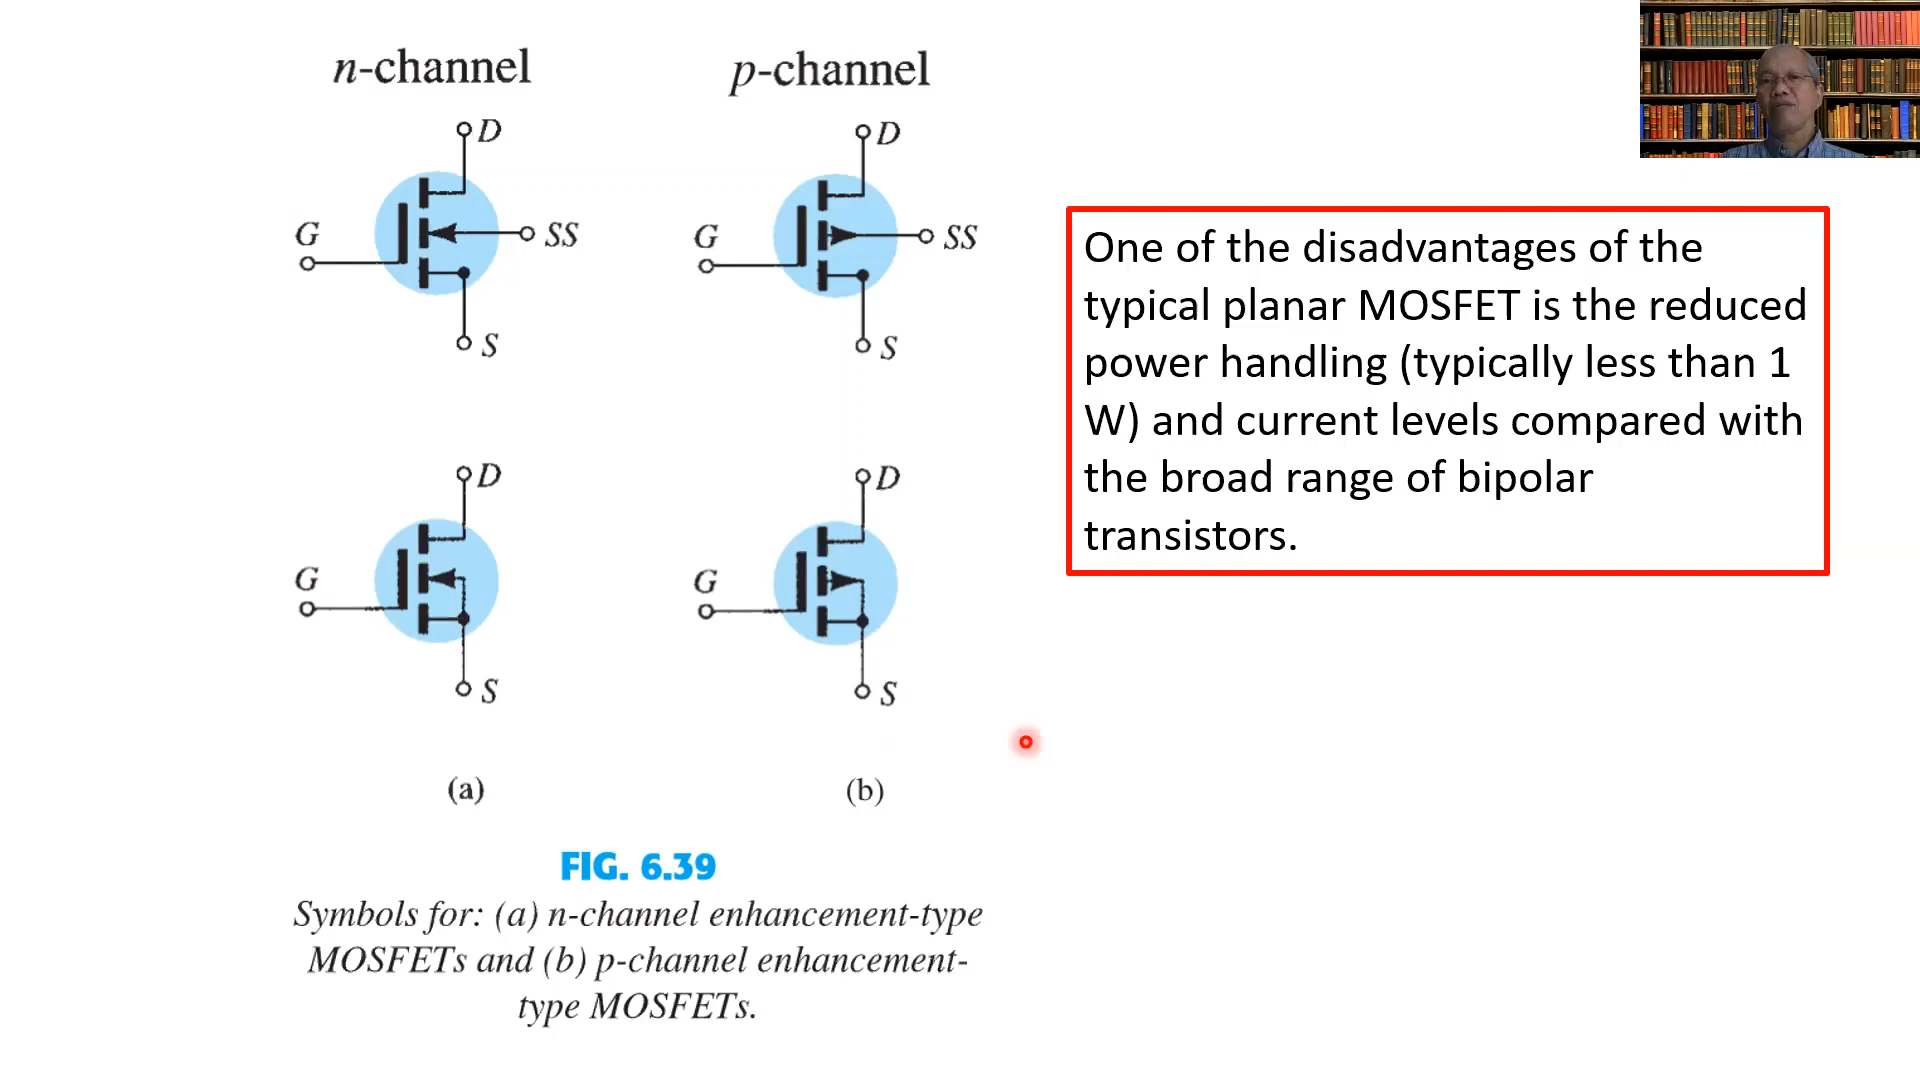 n-channel
p-channel
D
D
G
SS
G
SS
S
S
One of the disadvantages of the
typical planar MOSFET is the reduced
power handling (typically less than 1
W) and current levels compared with
the broad range of bipolar
transistors.
D
D
G
G
S
S
(a)
(b)
FIG. 6.39
Symbols for: (a) n-channel enhancement-type
MOSFETs and (b) p-channel enhancement-
type MOSFETs.